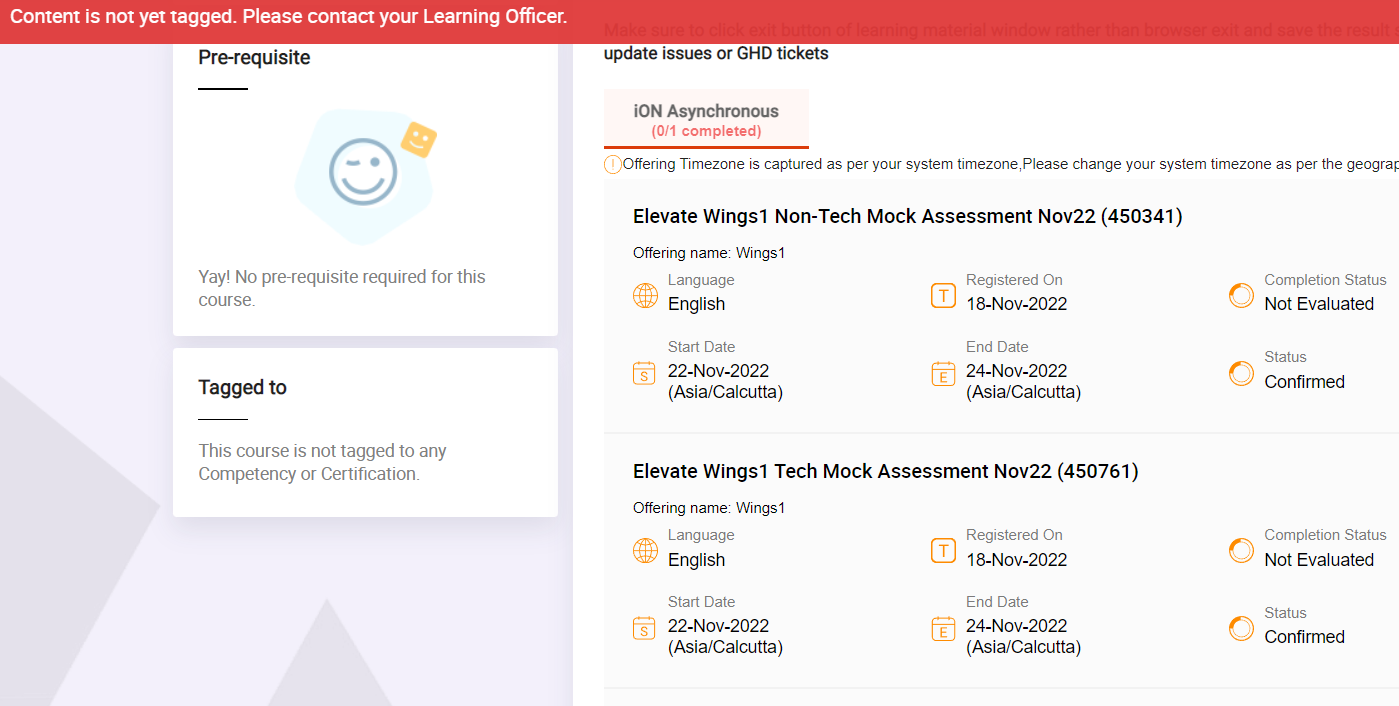 Content is not yet tagged. Please contact your Learning Officer.
Make sure to click exit button of learning material window rather than browser exit and save the result
update issues or GHD tickets
Pre-requisite
Yay! No pre-requisite required for this
course.
Tagged to
This course is not tagged to any
Competency or Certification.
iON Asynchronous
(0/1 completed)
Offering Timezone is captured as per your system timezone,Please change your system timezone as per the geograp
Elevate Wings1 Non-Tech Mock Assessment Nov22 (450341)
Offering name: Wings1
Language
English
Registered On
T
18-Nov-2022
Completion Status
Not Evaluated
Start Date
S
22-Nov-2022
(Asia/Calcutta)
End Date
E
24-Nov-2022
(Asia/Calcutta)
Status
Confirmed
Elevate Wings1 Tech Mock Assessment Nov22 (450761)
Offering name: Wings1
Language
English
Registered On
T
18-Nov-2022
Completion Status
Not Evaluated
Start Date
S
22-Nov-2022
(Asia/Calcutta)
End Date
E
24-Nov-2022
(Asia/Calcutta)
Status
Confirmed